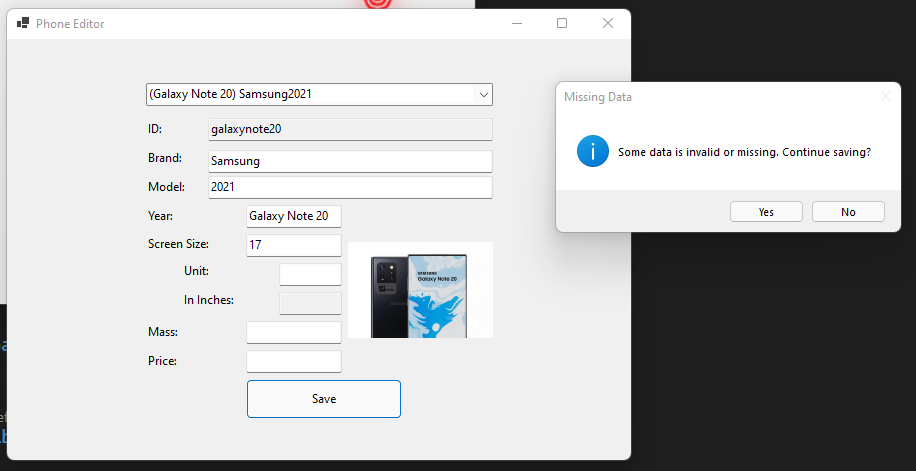 Phone Editor
(Galaxy Note 20) Samsung2021
ID:
galaxynote20
Brand:
Samsung
Model:
2021
Year:
Galaxy Note 20
Screen Size:
17
Unit:
In Inches:
Mass:
Price:
SAMSUNG
Galaxy Note 20
Save
Missing Data
Some data is invalid or missing. Continue saving?
Yes
No